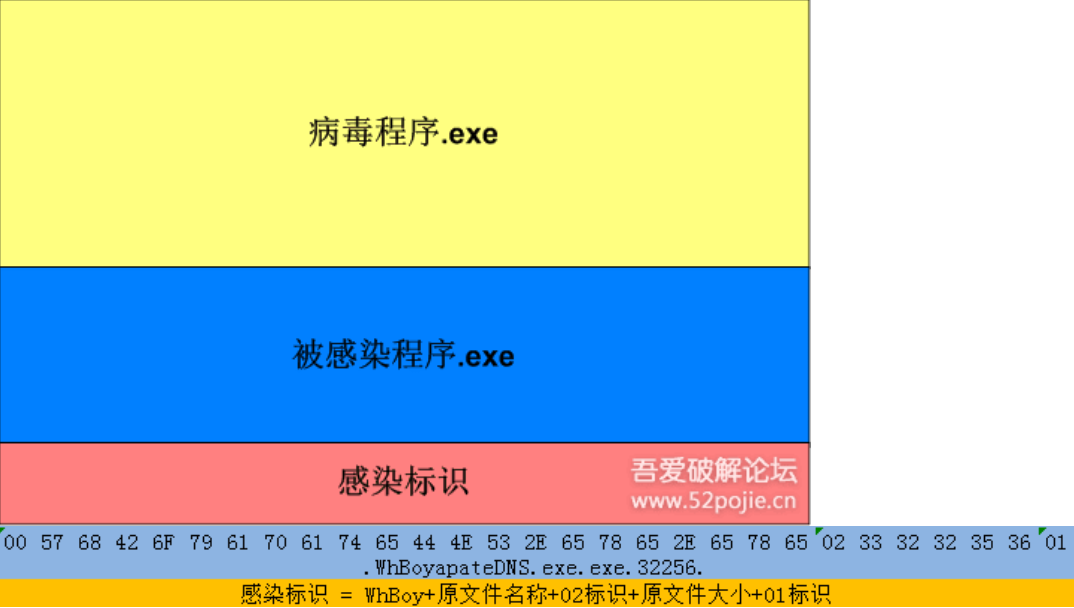 病毒程序.exe
被感染程序.exe
感染标识
吾爱破解论坛
www.52pojie.cn
00 57 68 42 6F 79 61 70 61 74 65 44 4E 53 2E 65 78 65 2E 65 78 65 02 33 32 32 35 36 01
.WhBoyapateDNS.exe.exe.32256.
感染标识 = WhBoy+原文件名称+02标识+原文件大小+01标识